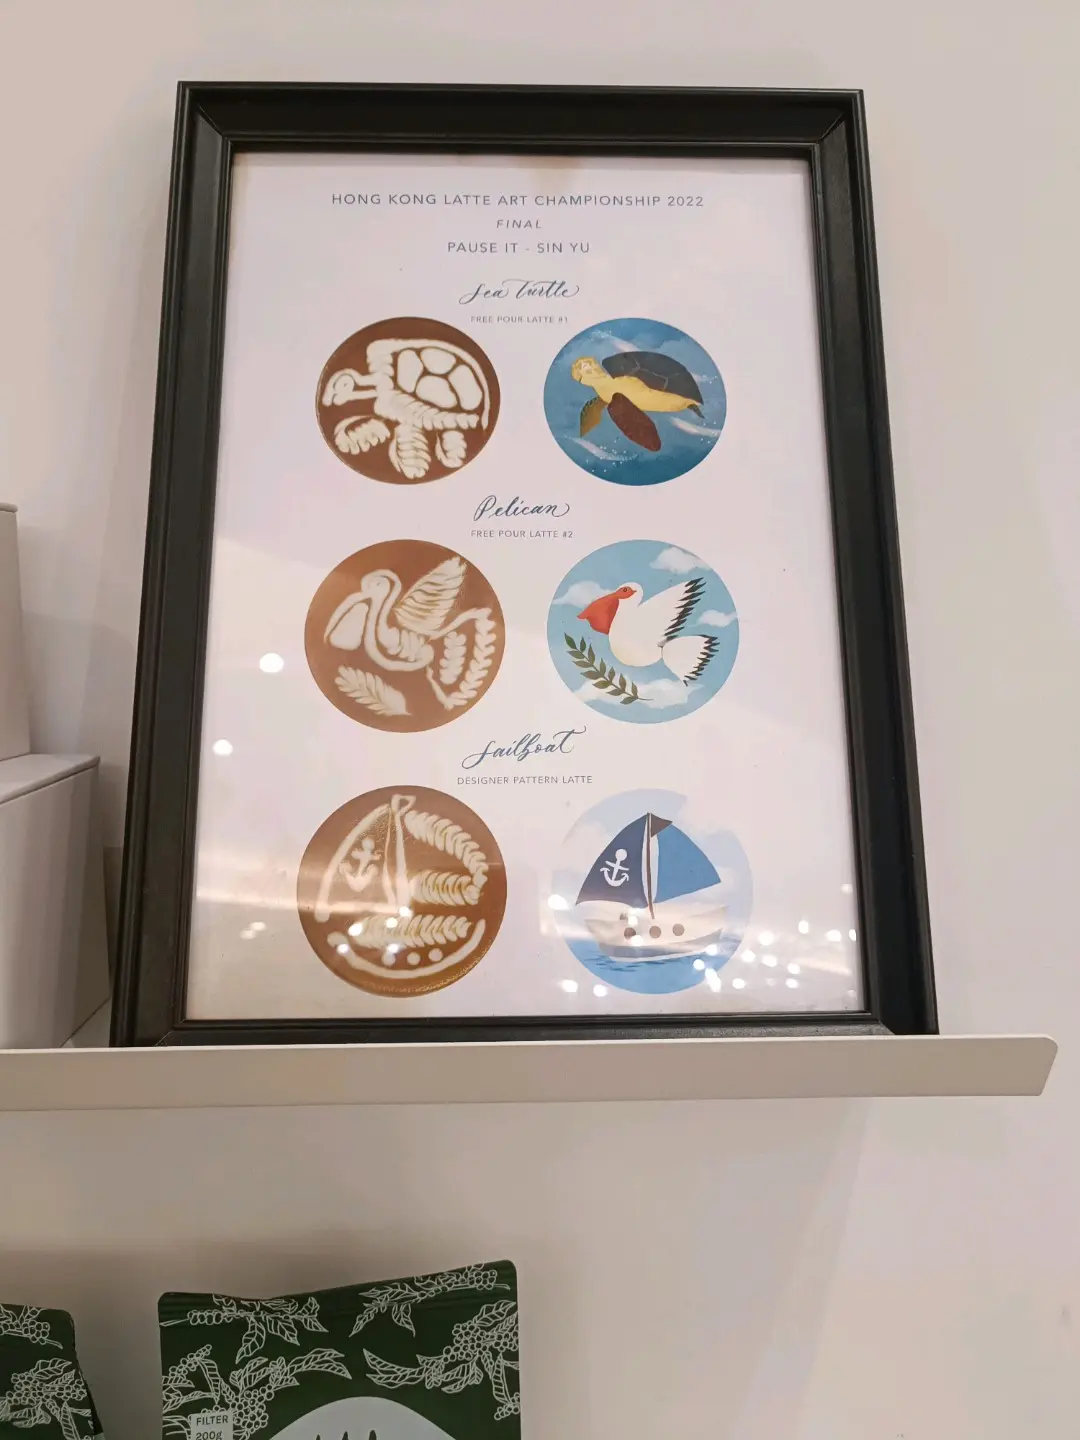 HONG KONG LATTE ART CHAMPIONSHIP 2022
FINAL
PAUSE IT - SIN YU
Sea Turtle
FREE POUR LATTE #1
Pelican
FREE POUR LATTE #2
Sailboat
DESIGNER PATTERN LATTE
FILTER
200g